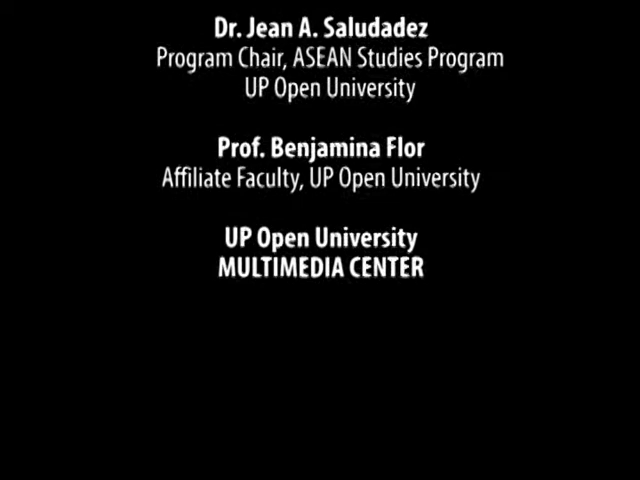 Dr. Jean A. Saludadez
Program Chair, ASEAN Studies Program
UP Open University
Prof. Benjamina Flor
Affiliate Faculty, UP Open University
UP Open University
MULTIMEDIA CENTER